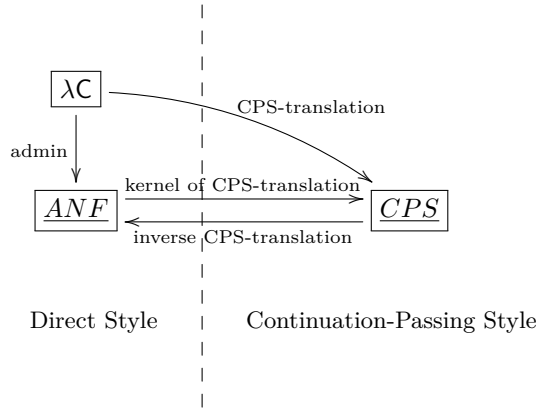 λC
CPS-translation
admin
kernel of CPS-translation
ANF
CPS
inverse CPS-translation
Direct Style
Continuation-Passing Style